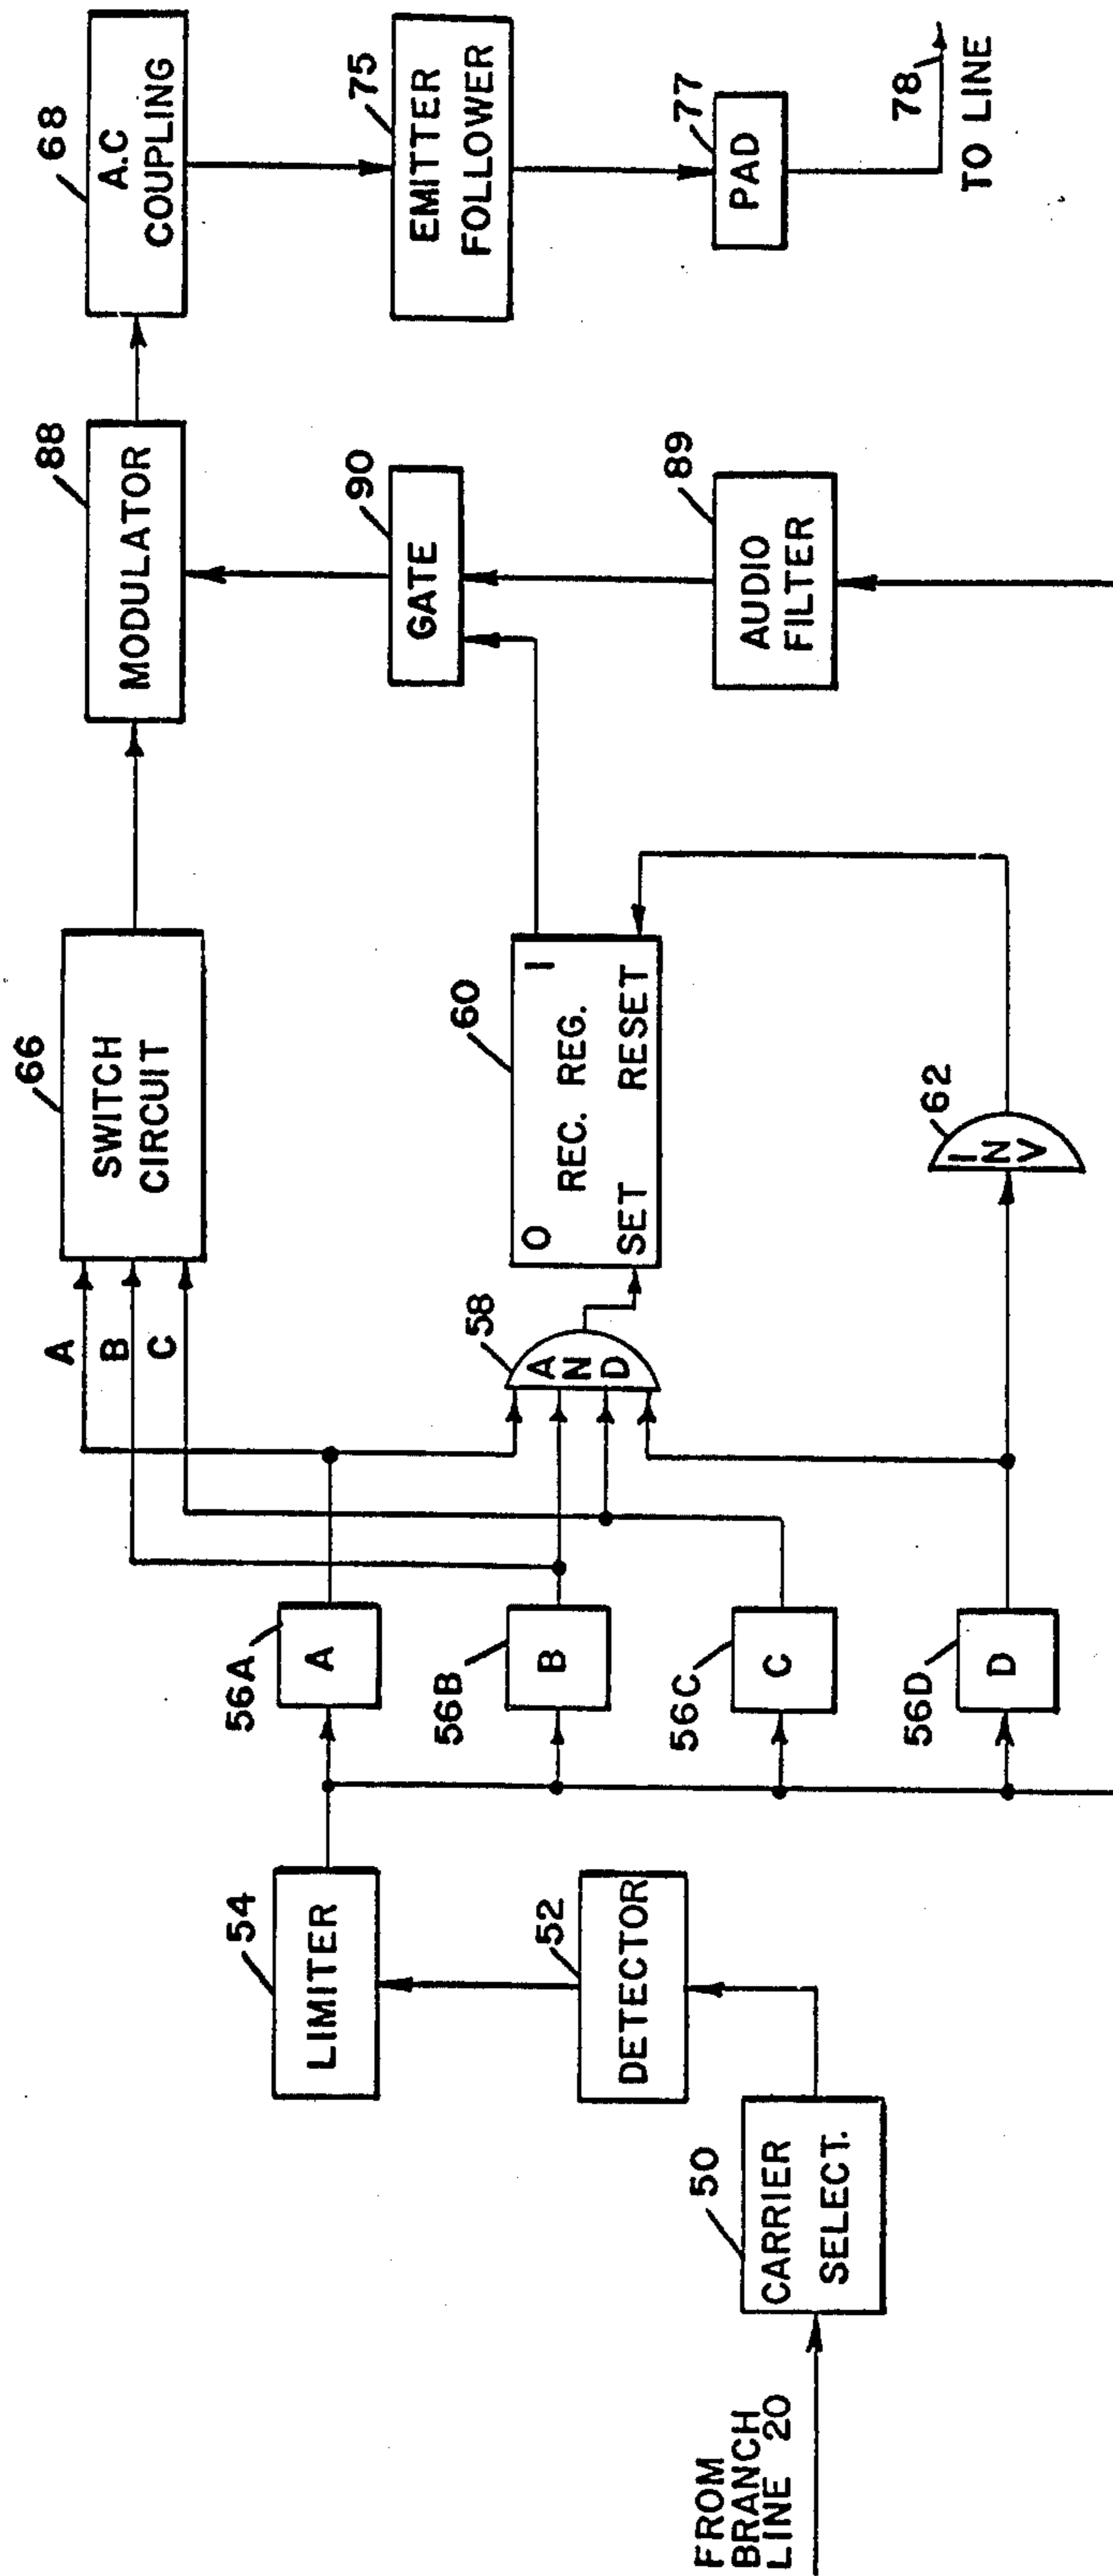 FROM
BRANCH
LINE 20
50
CARRIER
SELECT.
52
DETECTOR
54
LIMITER
56A
A
56B
B
56C
C
56D
D
A
B
C
58
AND
66
SWITCH
CIRCUIT
60
O I
REC. REG.
SET RESET
62
INV
88
MODULATOR
90
GATE
89
AUDIO
FILTER
68
A.C
COUPLING
75
EMITTER
FOLLOWER
77
PAD
78
TO LINE